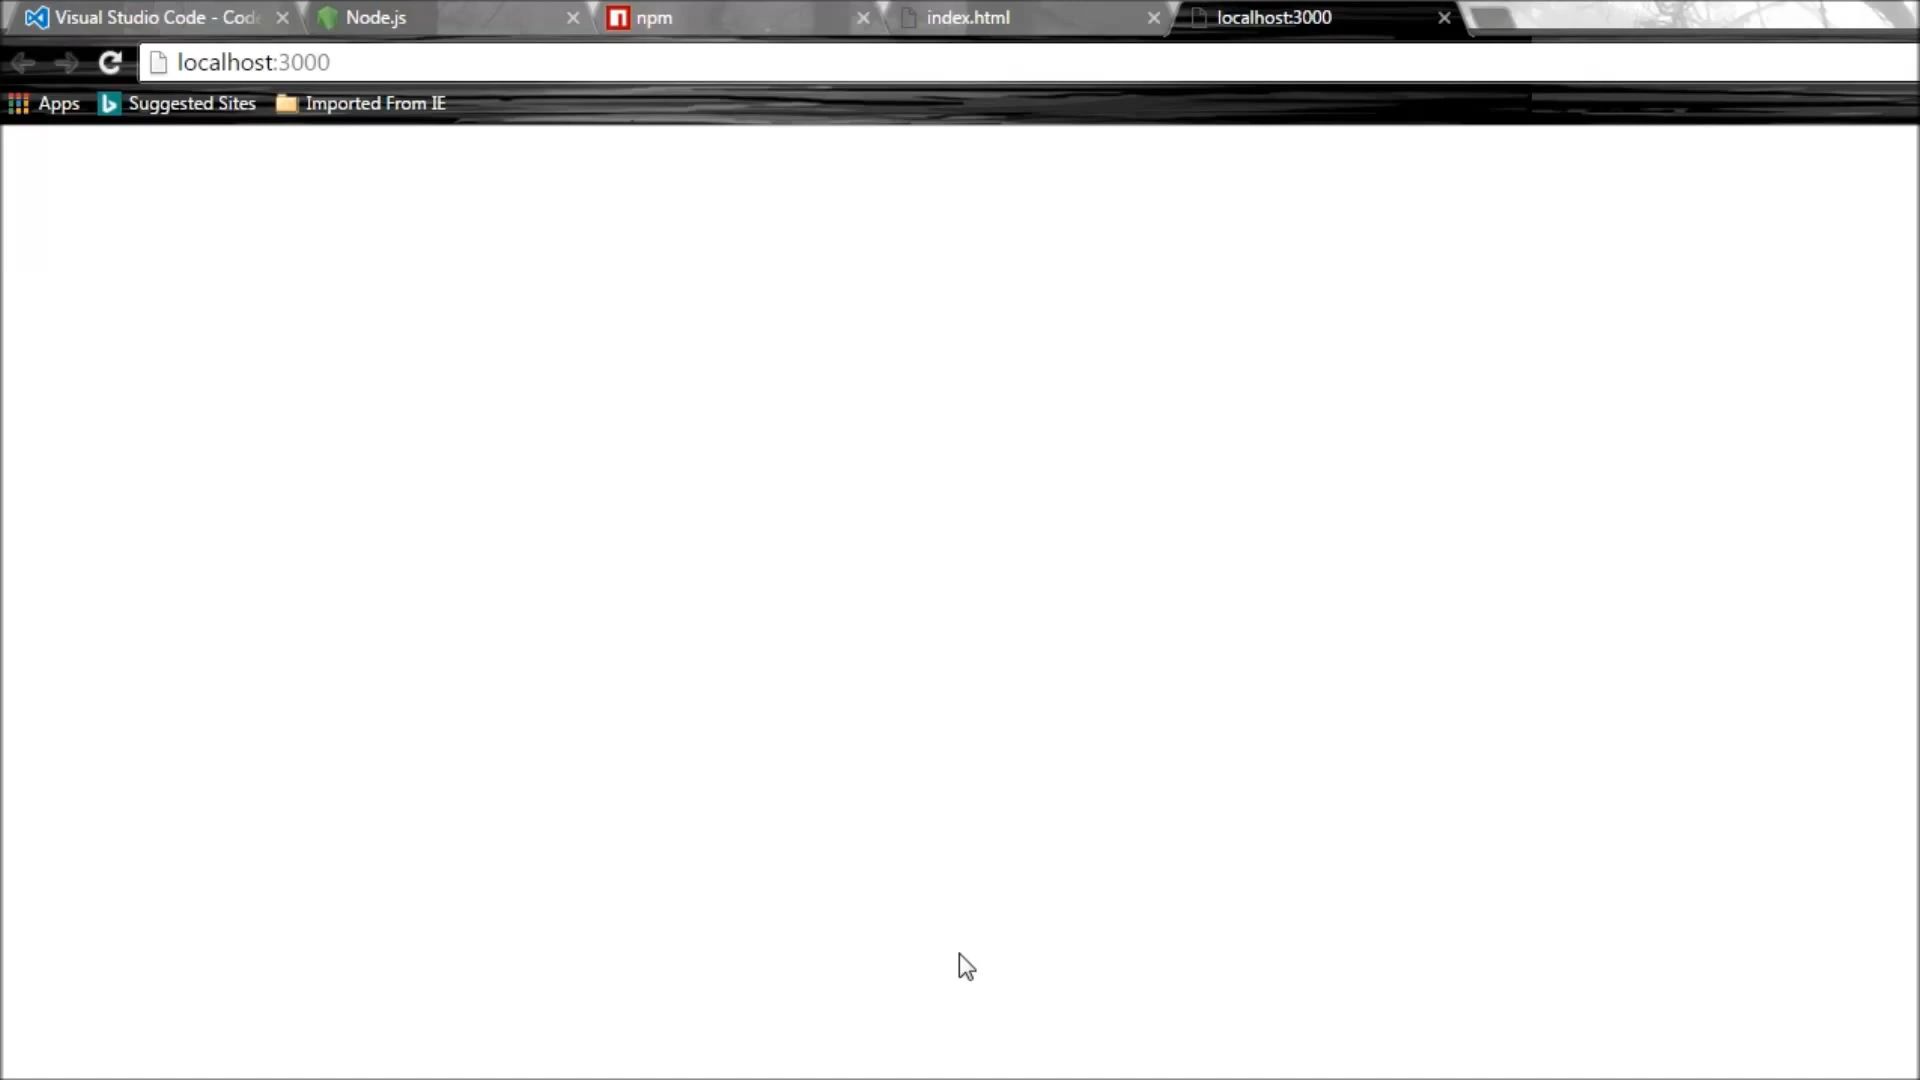 Visual Studio Code - Cod
Node.js
npm
index.html
localhost:3000
localhost:3000
Apps
Suggested Sites
Imported From IE